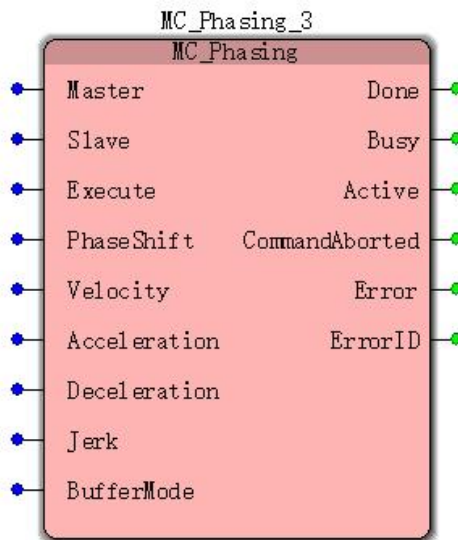 MC_Phasing_3
MC_Phasing
Master Done
Slave Busy
Execute Active
PhaseShift CommandAborted
Velocity Error
Acceleration ErrorID
Deceleration
Jerk
BufferMode